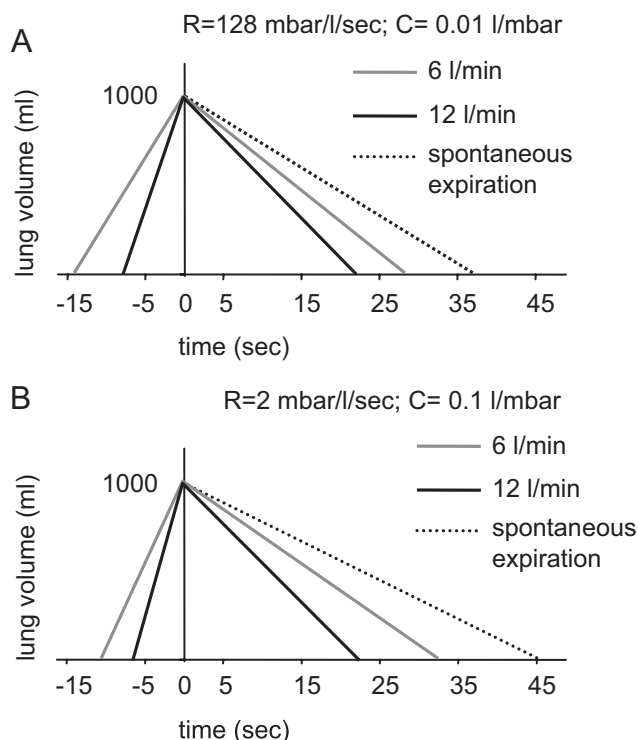 A
R=128 mbar/l/sec; C= 0.01 l/mbar
6 l/min
12 l/min
spontaneous
expiration
1000
lung volume (ml)
-15 -5 0 5 15 25 35 45
time (sec)
B
R=2 mbar/l/sec; C= 0.1 l/mbar
6 l/min
12 l/min
spontaneous
expiration
1000
lung volume (ml)
-15 -5 0 5 15 25 35 45
time (sec)